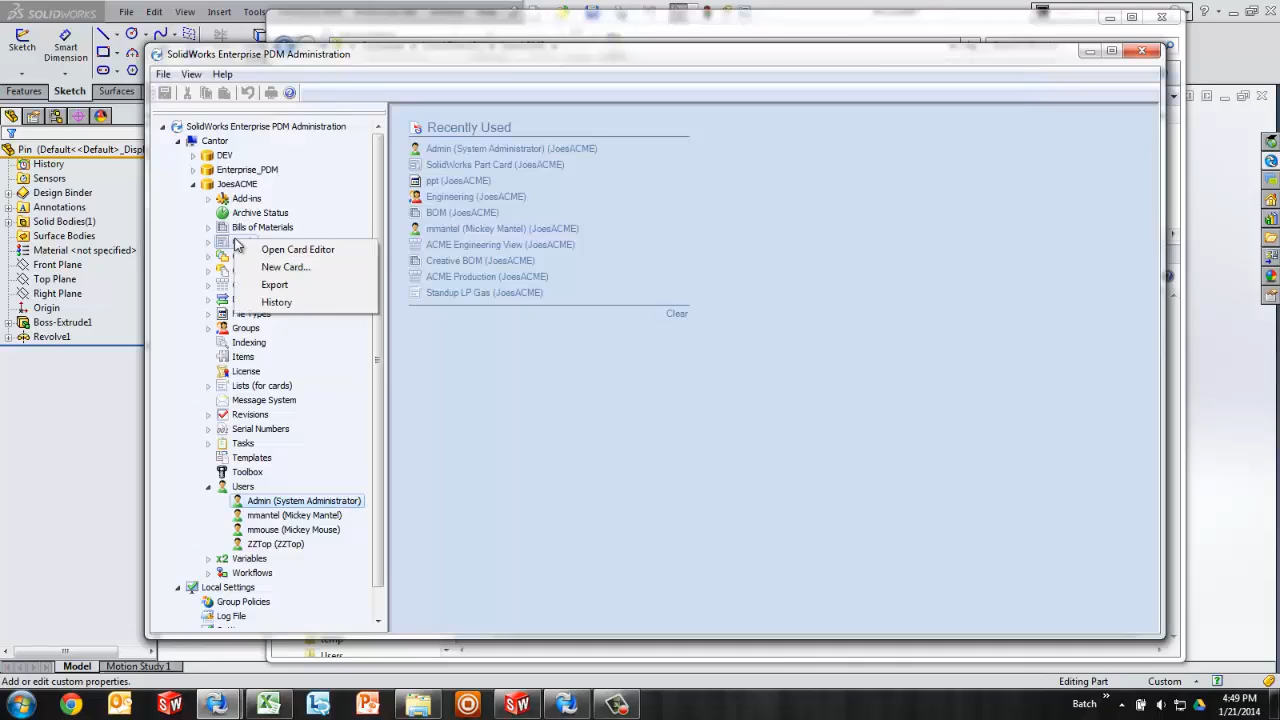 SOLIDWORKS
File Edit View Insert Tools
Sketch
Smart
Dimension
Features Sketch Surfaces
Pin (Default<<Default>_Displ
History
Sensors
Design Binder
Annotations
Solid Bodies(1)
Surface Bodies
Material <not specified>
Front Plane
Top Plane
Right Plane
Origin
Boss-Extrude1
Revolve1
SolidWorks Enterprise PDM Administration
File View Help
SolidWorks Enterprise PDM Administration
Cantor
DEV
Enterprise_PDM
JoesACME
Add-ins
Archive Status
Bills of Materials
Open Card Editor
New Card...
Export
History
File Types
Groups
Indexing
Items
License
Lists (for cards)
Message System
Revisions
Serial Numbers
Tasks
Templates
Toolbox
Users
Admin (System Administrator)
mmantel (Mickey Mantel)
mmouse (Mickey Mouse)
ZZTop (ZZTop)
x2 Variables
Workflows
Local Settings
Group Policies
Log File
Recently Used
Admin (System Administrator) (JoesACME)
SolidWorks Part Card (JoesACME)
ppt (JoesACME)
Engineering (JoesACME)
BOM (JoesACME)
mmantel (Mickey Mantel) (JoesACME)
ACME Engineering View (JoesACME)
Creative BOM (JoesACME)
ACME Production (JoesACME)
Standup LP Gas (JoesACME)
Clear
temp
Users
Model Motion Study 1
Add or edit custom properties.
Editing Part
Custom
Batch
4:49 PM
1/21/2014